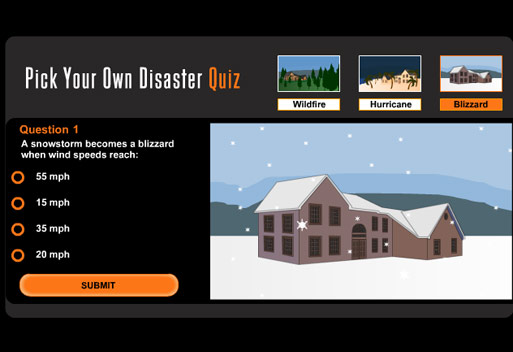 Pick Your Own Disaster Quiz
Wildfire
Hurricane
Blizzard
Question 1
A snowstorm becomes a blizzard
when wind speeds reach:
55 mph
15 mph
35 mph
20 mph
SUBMIT